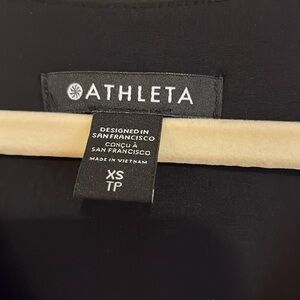 ATHLETA
DESIGNED IN
SAN FRANCISCO
CONÇU À
SAN FRANCISCO
MADE IN VIETNAM
XS
TP